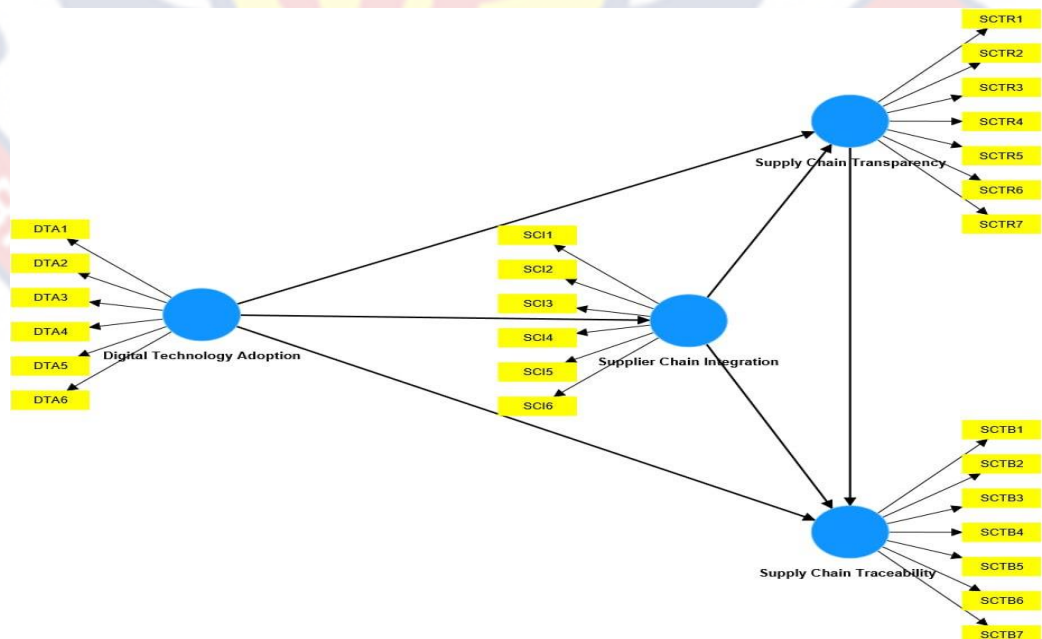 DTA1
DTA2
DTA3
DTA4
DTA5
DTA6
Digital Technology Adoption
SCI1
SCI2
SCI3
SCI4
SCI5
SCI6
Supplier Chain Integration
SCTR1
SCTR2
SCTR3
SCTR4
SCTR5
SCTR6
SCTR7
Supply Chain Transparency
SCTB1
SCTB2
SCTB3
SCTB4
SCTB5
SCTB6
SCTB7
Supply Chain Traceability